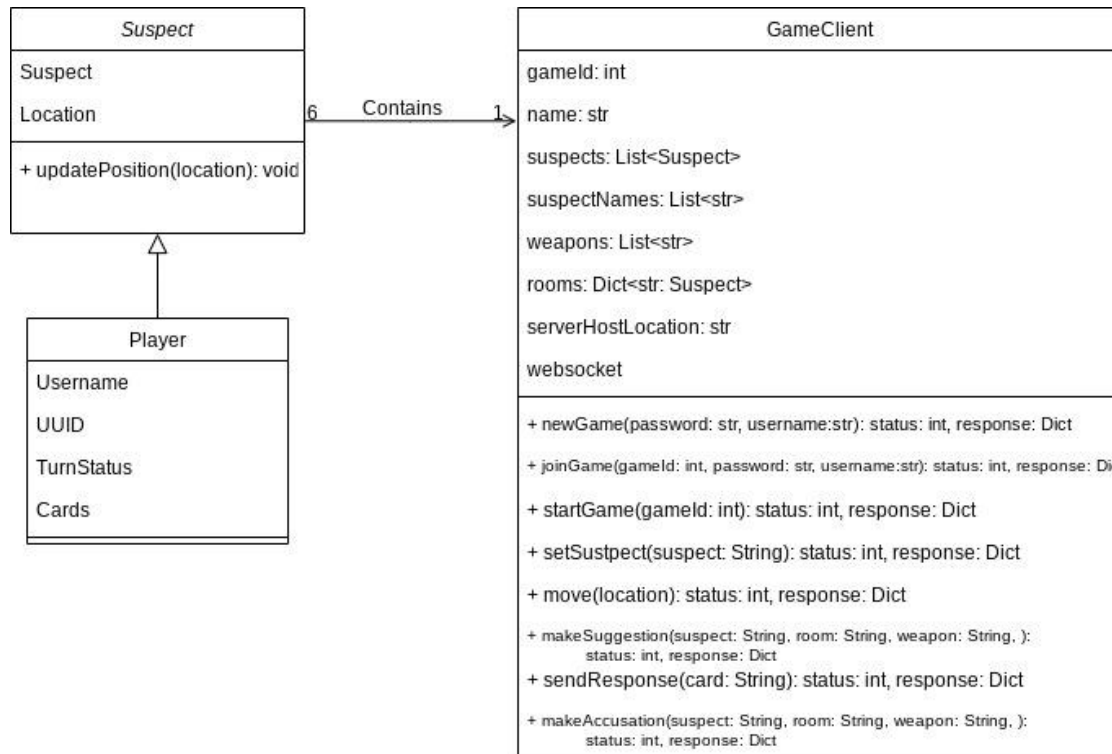 Suspect
Suspect
Location
+ updatePosition(location): void
6
Contains
1
Player
Username
UUID
TurnStatus
Cards
GameClient
gameId: int
name: str
suspects: List<Suspect>
suspectNames: List<str>
weapons: List<str>
rooms: Dict<str: Suspect>
serverHostLocation: str
websocket
+ newGame(password: str, username:str): status: int, response: Dict
+ joinGame(gameId: int, password: str, username:str): status: int, response: Di
+ startGame(gameId: int): status: int, response: Dict
+ setSustpect(suspect: String): status: int, response: Dict
+ move(location): status: int, response: Dict
+ makeSuggestion(suspect: String, room: String, weapon: String, ):
status: int, response: Dict
+ sendResponse(card: String): status: int, response: Dict
+ makeAccusation(suspect: String, room: String, weapon: String, ):
status: int, response: Dict